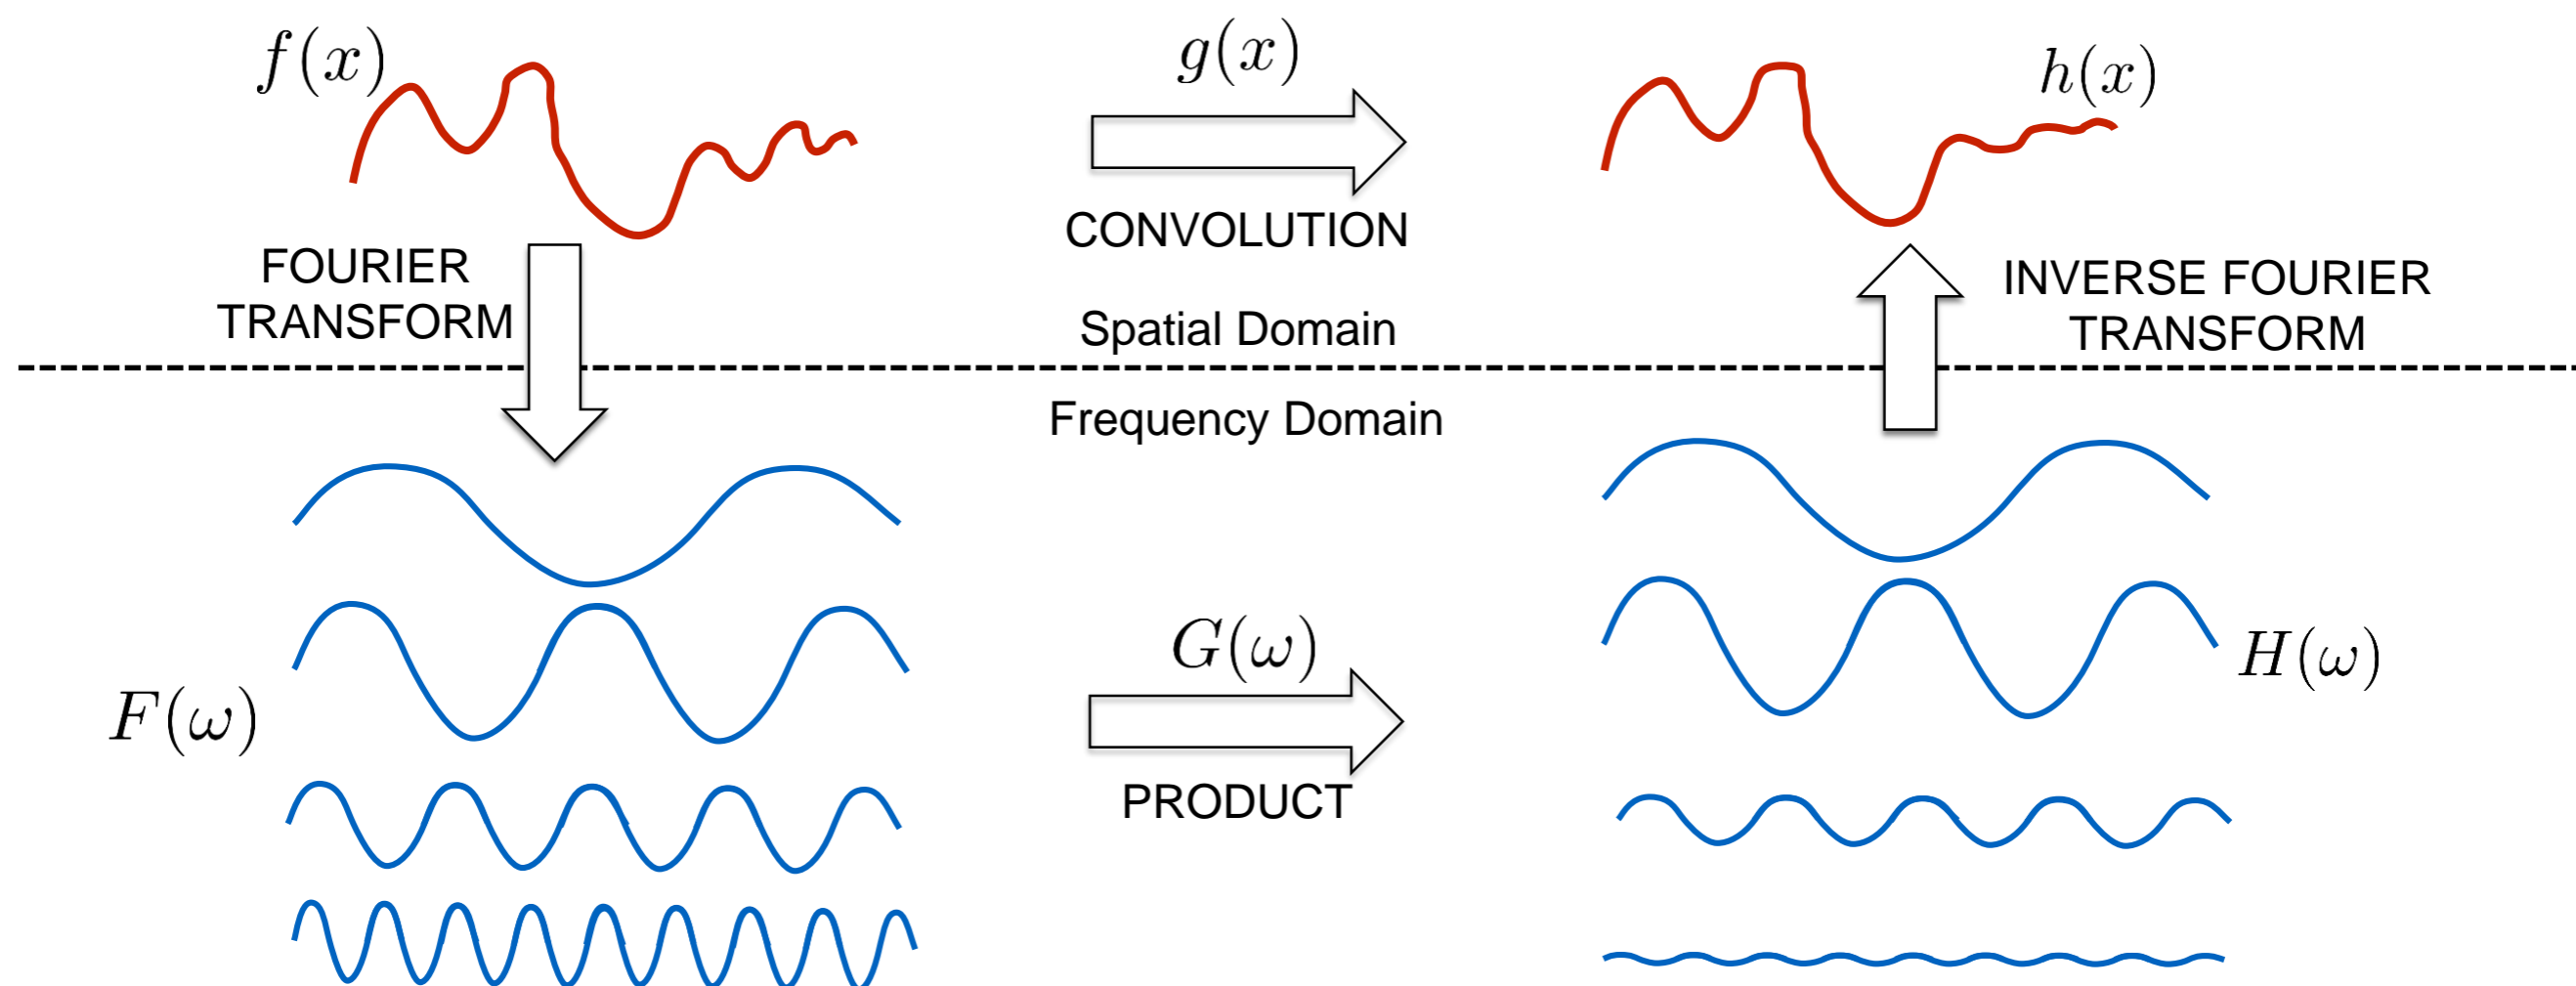 f(x)
g(x)
h(x)
CONVOLUTION
FOURIER
TRANSFORM
INVERSE FOURIER
TRANSFORM
Spatial Domain
Frequency Domain
F(ω)
G(ω)
H(ω)
PRODUCT